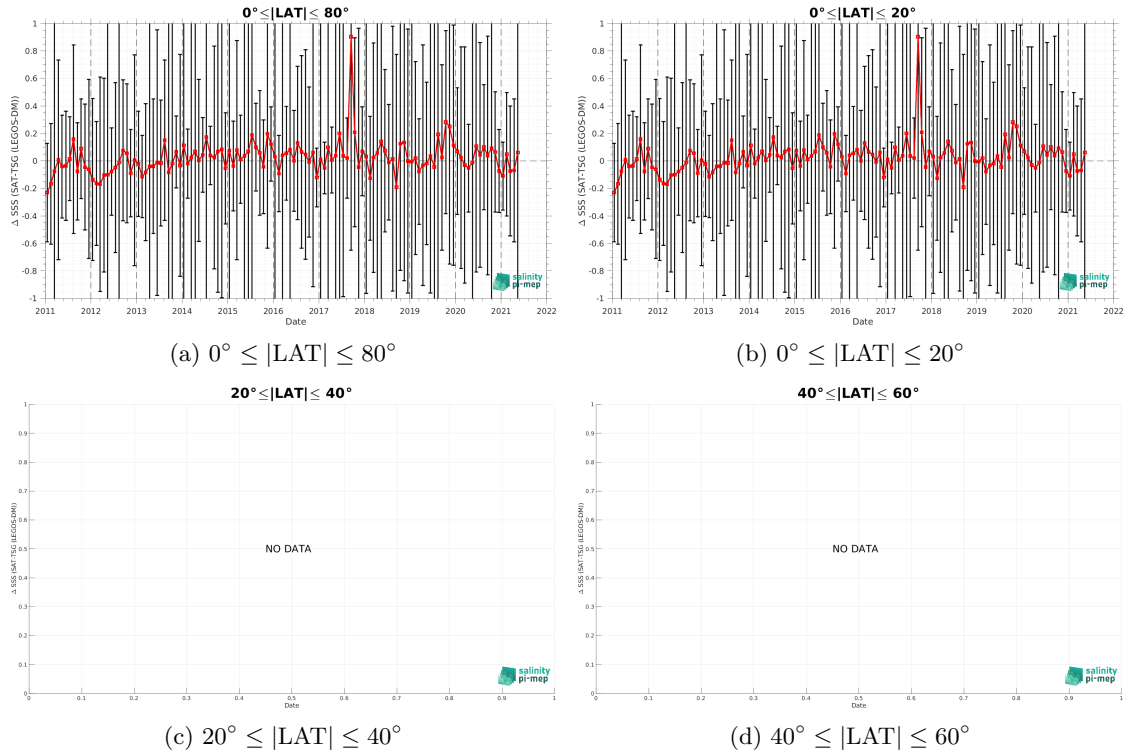 0°≤|LAT|≤ 80°
1
0.8
0.6
0.4
0.2
0
-0.2
-0.4
-0.6
-0.8
-1
Δ SSS (SAT-TSG (LEGOS-DM))
2011 2012 2013 2014 2015 2016 2017 2018 2019 2020 2021 2022
Date
salinity
pi-mep
(a) 0° ≤ |LAT| ≤ 80°
0°≤|LAT|≤ 20°
1
0.8
0.6
0.4
0.2
0
-0.2
-0.4
-0.6
-0.8
-1
Δ SSS (SAT-TSG (LEGOS-DM))
2011 2012 2013 2014 2015 2016 2017 2018 2019 2020 2021 2022
Date
salinity
pi-mep
(b) 0° ≤ |LAT| ≤ 20°
20°≤|LAT|≤ 40°
1
0.9
0.8
0.7
0.6
0.5
0.4
0.3
0.2
0.1
0
Δ SSS (SAT-TSG (LEGOS-DM))
NO DATA
0 0.1 0.2 0.3 0.4 0.5 0.6 0.7 0.8 0.9 1
Date
salinity
pi-mep
(c) 20° ≤ |LAT| ≤ 40°
40°≤|LAT|≤ 60°
1
0.9
0.8
0.7
0.6
0.5
0.4
0.3
0.2
0.1
0
Δ SSS (SAT-TSG (LEGOS-DM))
NO DATA
0 0.1 0.2 0.3 0.4 0.5 0.6 0.7 0.8 0.9 1
Date
salinity
pi-mep
(d) 40° ≤ |LAT| ≤ 60°